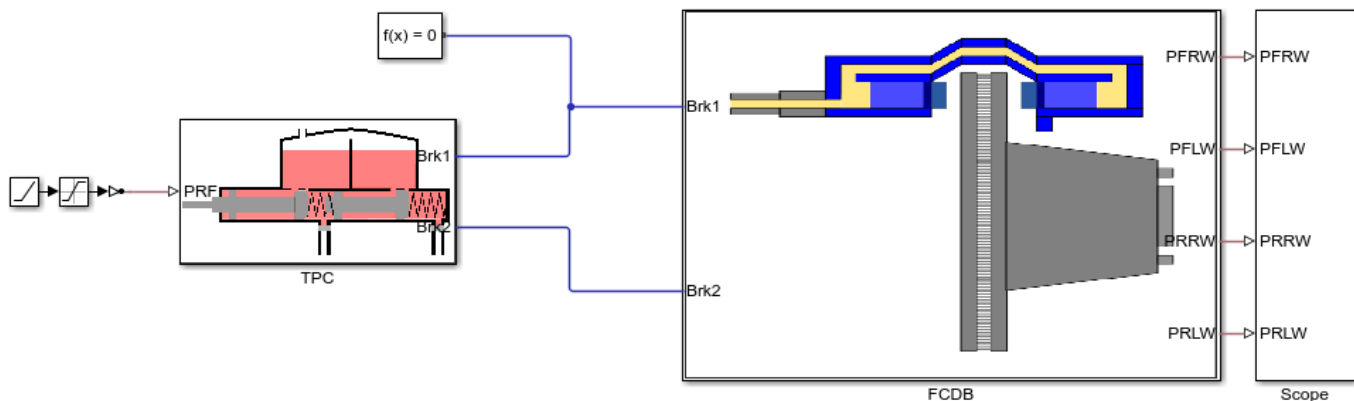 f(x) = 0
PRF
Brk1
Brk2
TPC
Brk1
Brk2
PFRW
PFLW
PRRW
PRLW
FCDB
PFRW
PFLW
PRRW
PRLW
Scope